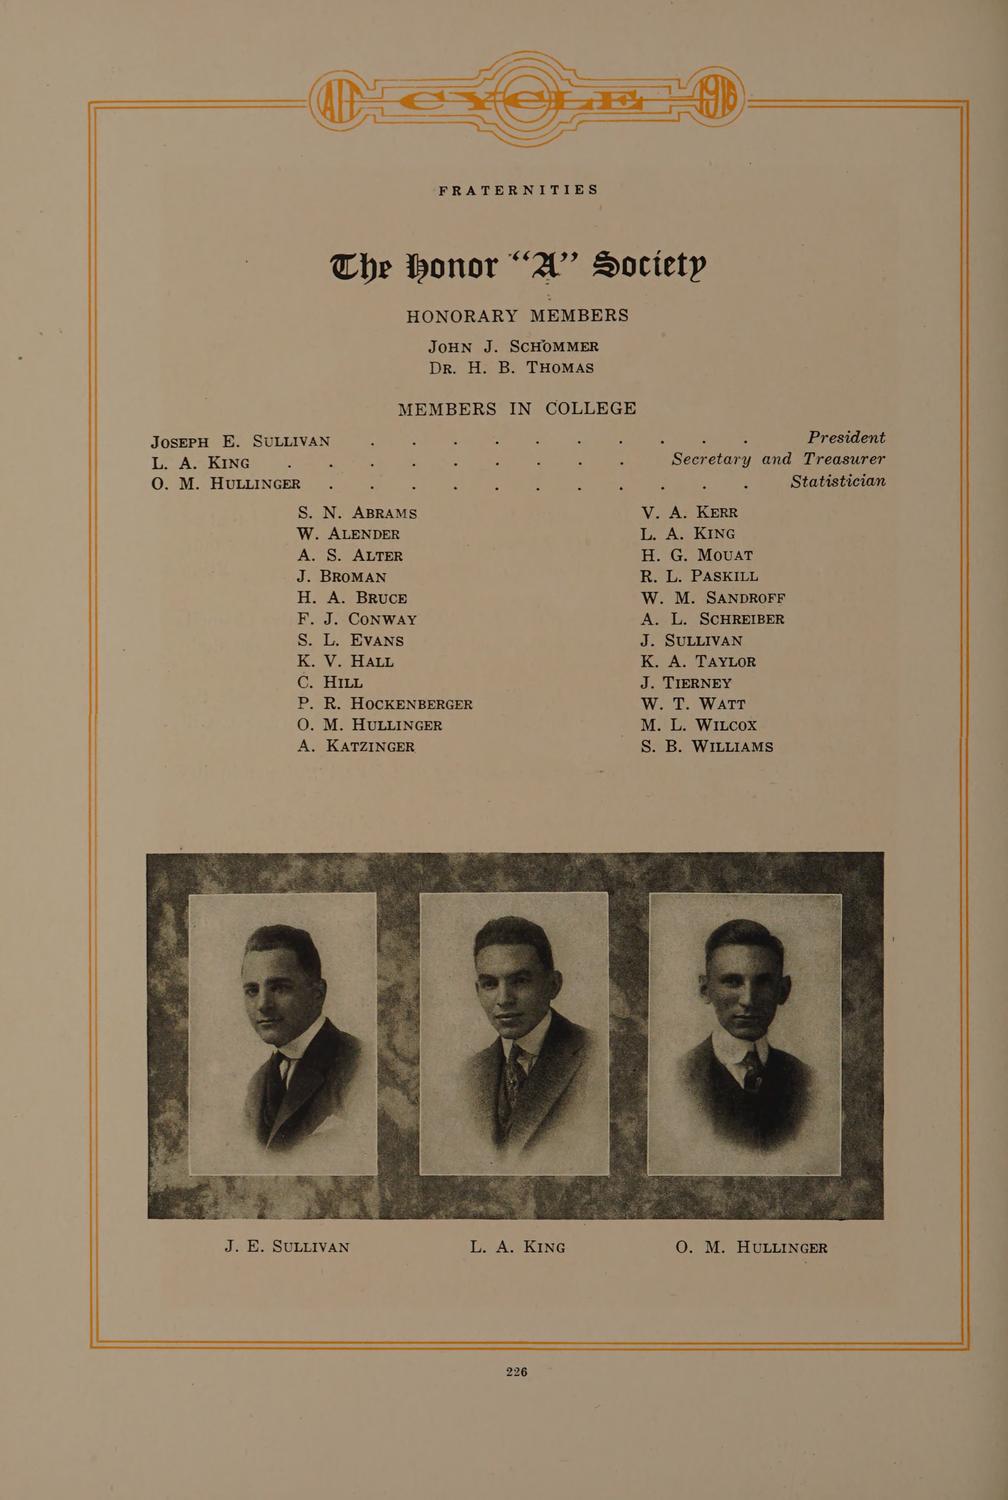 AIT CYCLE 1916
FRATERNITIES
The Honor “A” Society
HONORARY MEMBERS
JOHN J. SCHOMMER
DR. H. B. THOMAS
MEMBERS IN COLLEGE
JOSEPH E. SULLIVAN . . . . . . . . . . President
L. A. KING . . . . . . . . . Secretary and Treasurer
O. M. HULLINGER . . . . . . . . . . . Statistician
S. N. ABRAMS
W. ALENDER
A. S. ALTER
J. BROMAN
H. A. BRUCE
F. J. CONWAY
S. L. EVANS
K. V. HALL
C. HILL
P. R. HOCKENBERGER
O. M. HULLINGER
A. KATZINGER
V. A. KERR
L. A. KING
H. G. MOUAT
R. L. PASKILL
W. M. SANDROFF
A. L. SCHREIBER
J. SULLIVAN
K. A. TAYLOR
J. TIERNEY
W. T. WATT
M. L. WILCOX
S. B. WILLIAMS
J. E. SULLIVAN
L. A. KING
O. M. HULLINGER
226